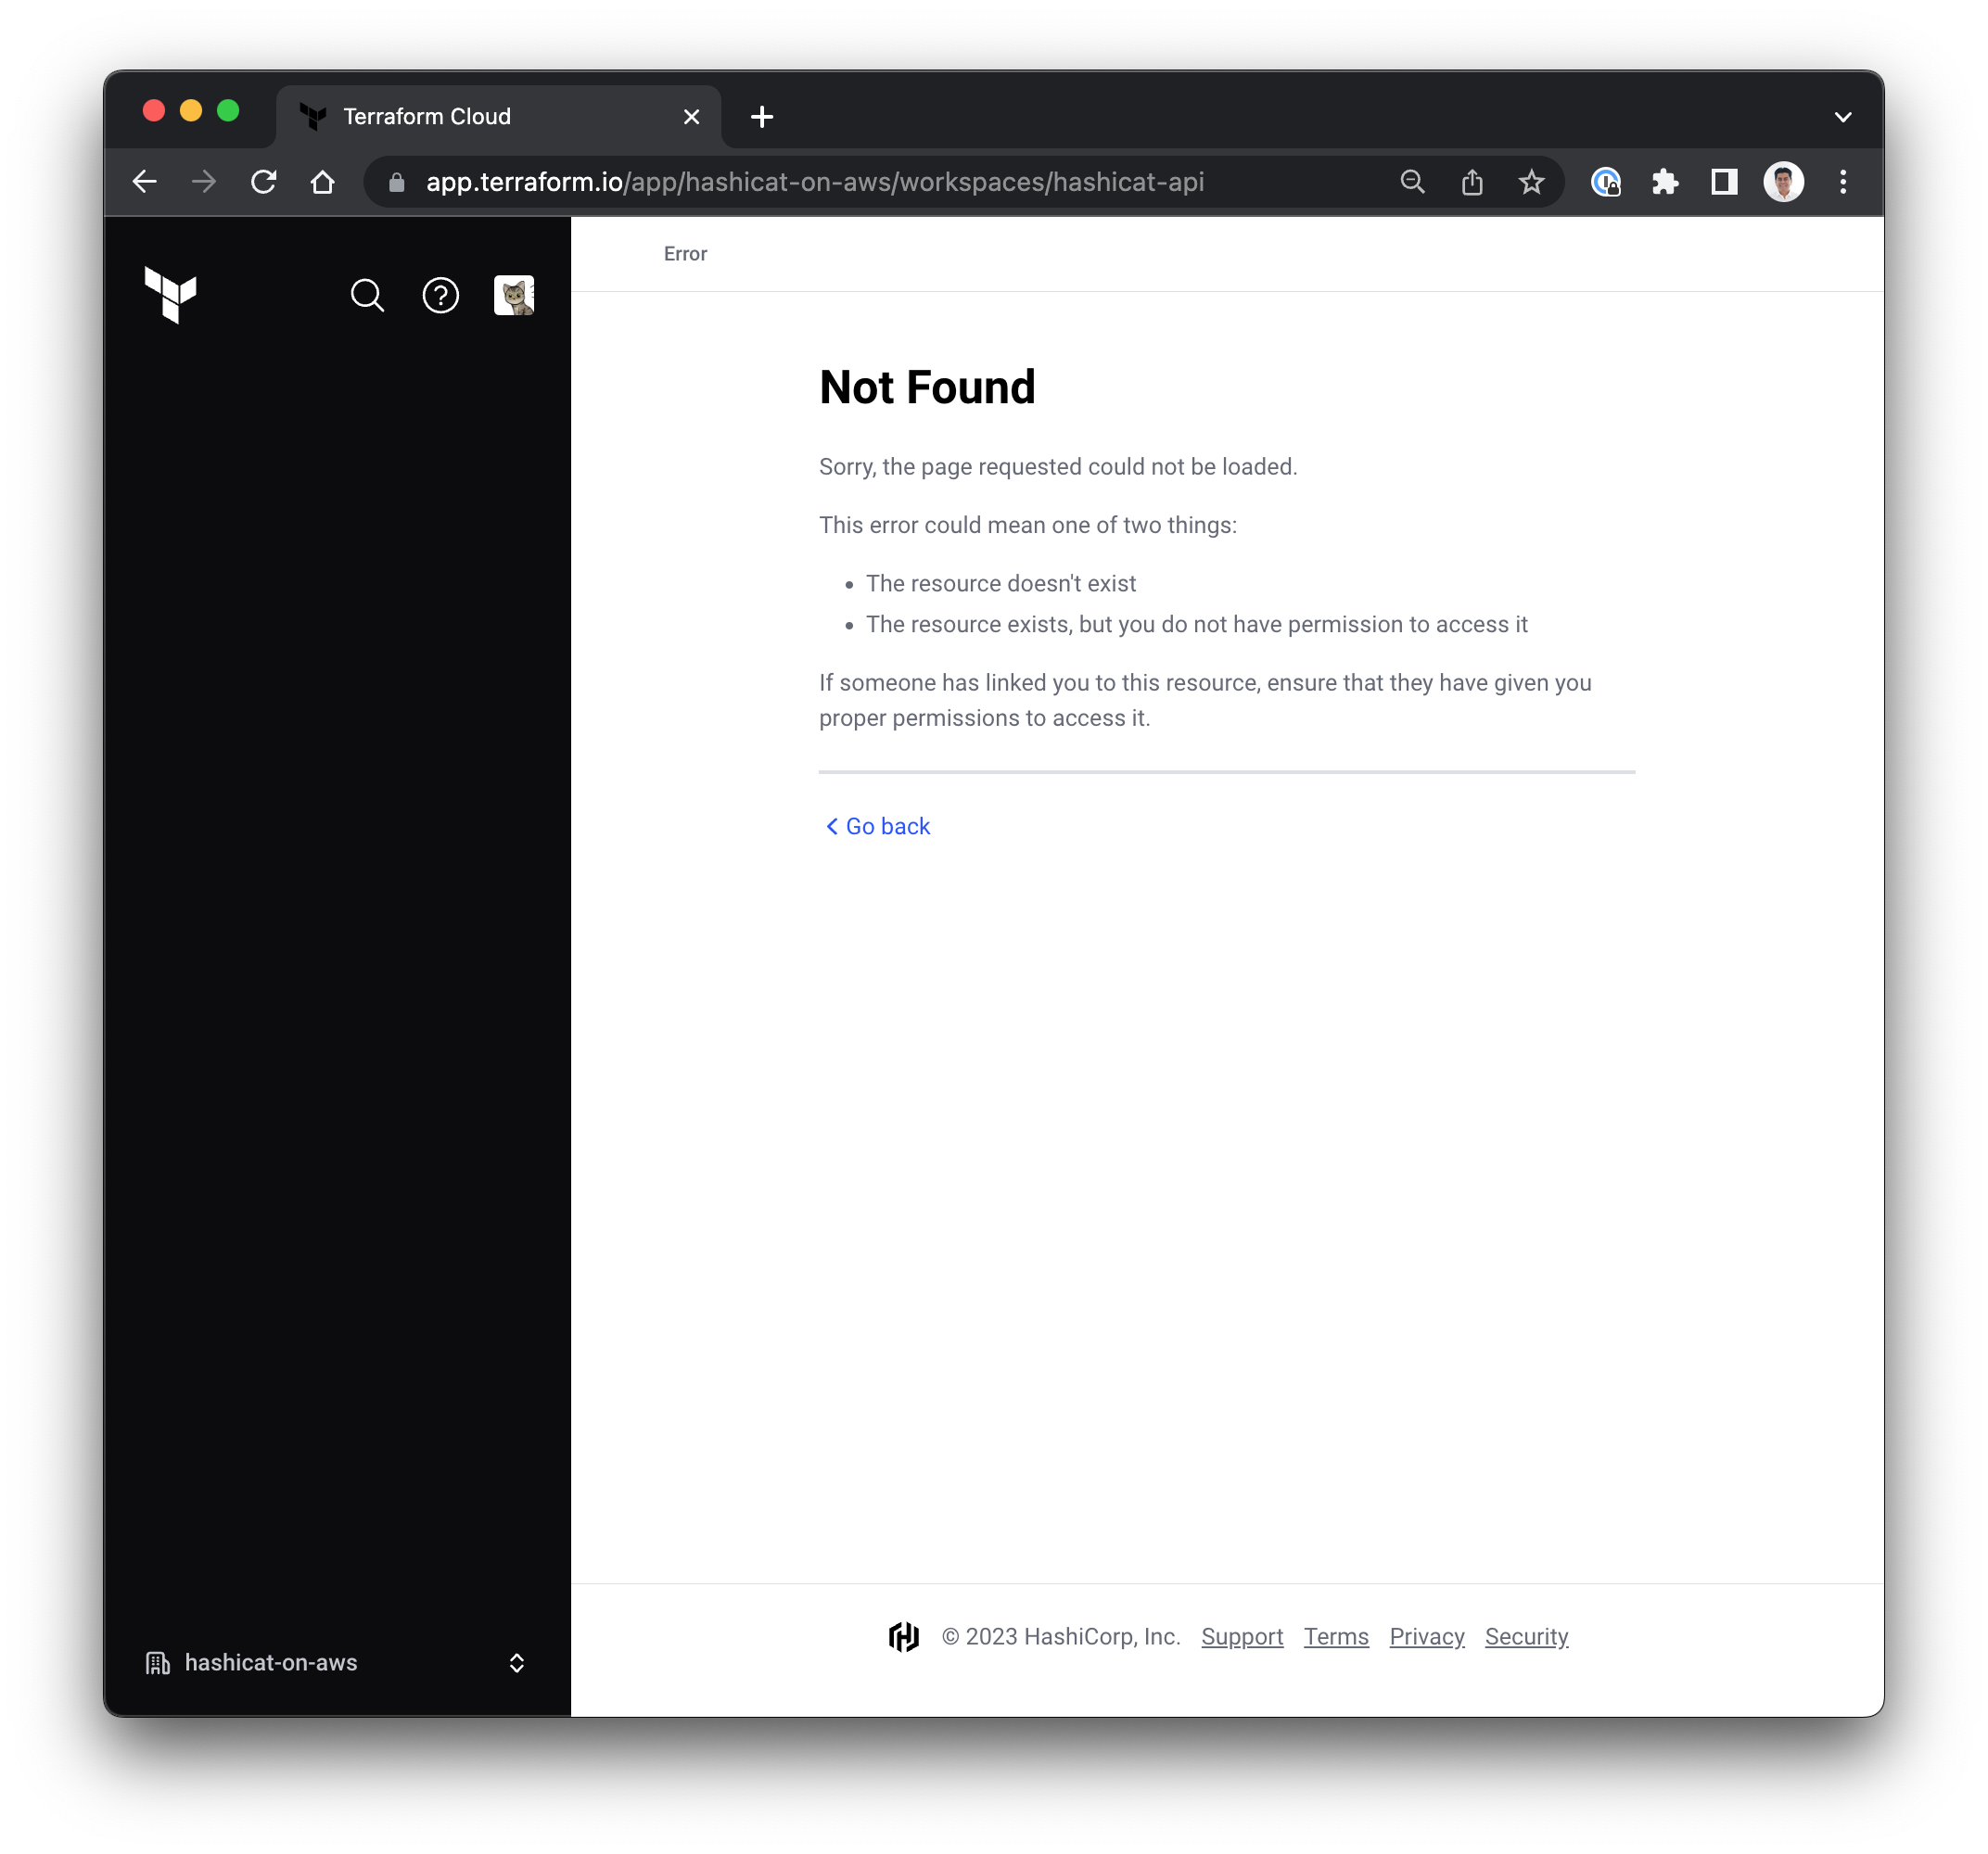 Terraform Cloud
app.terraform.io/app/hashicat-on-aws/workspaces/hashicat-api
Error
Not Found
Sorry, the page requested could not be loaded.
This error could mean one of two things:
• The resource doesn't exist
• The resource exists, but you do not have permission to access it
If someone has linked you to this resource, ensure that they have given you
proper permissions to access it.
Go back
© 2023 HashiCorp, Inc. Support Terms Privacy Security
hashicat-on-aws